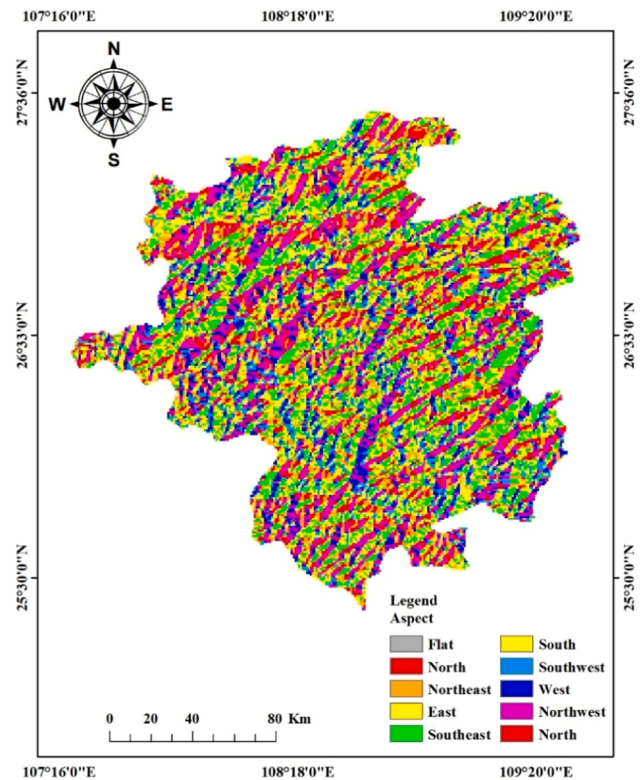 107°16'0"E 108°18'0"E 109°20'0"E
N
W E
S
27°36'0"N 27°36'0"N
26°33'0"N 26°33'0"N
25°30'0"N 25°30'0"N
Legend
Aspect
Flat South
North Southwest
Northeast West
East Northwest
Southeast North
0 20 40 80 Km
107°16'0"E 108°18'0"E 109°20'0"E